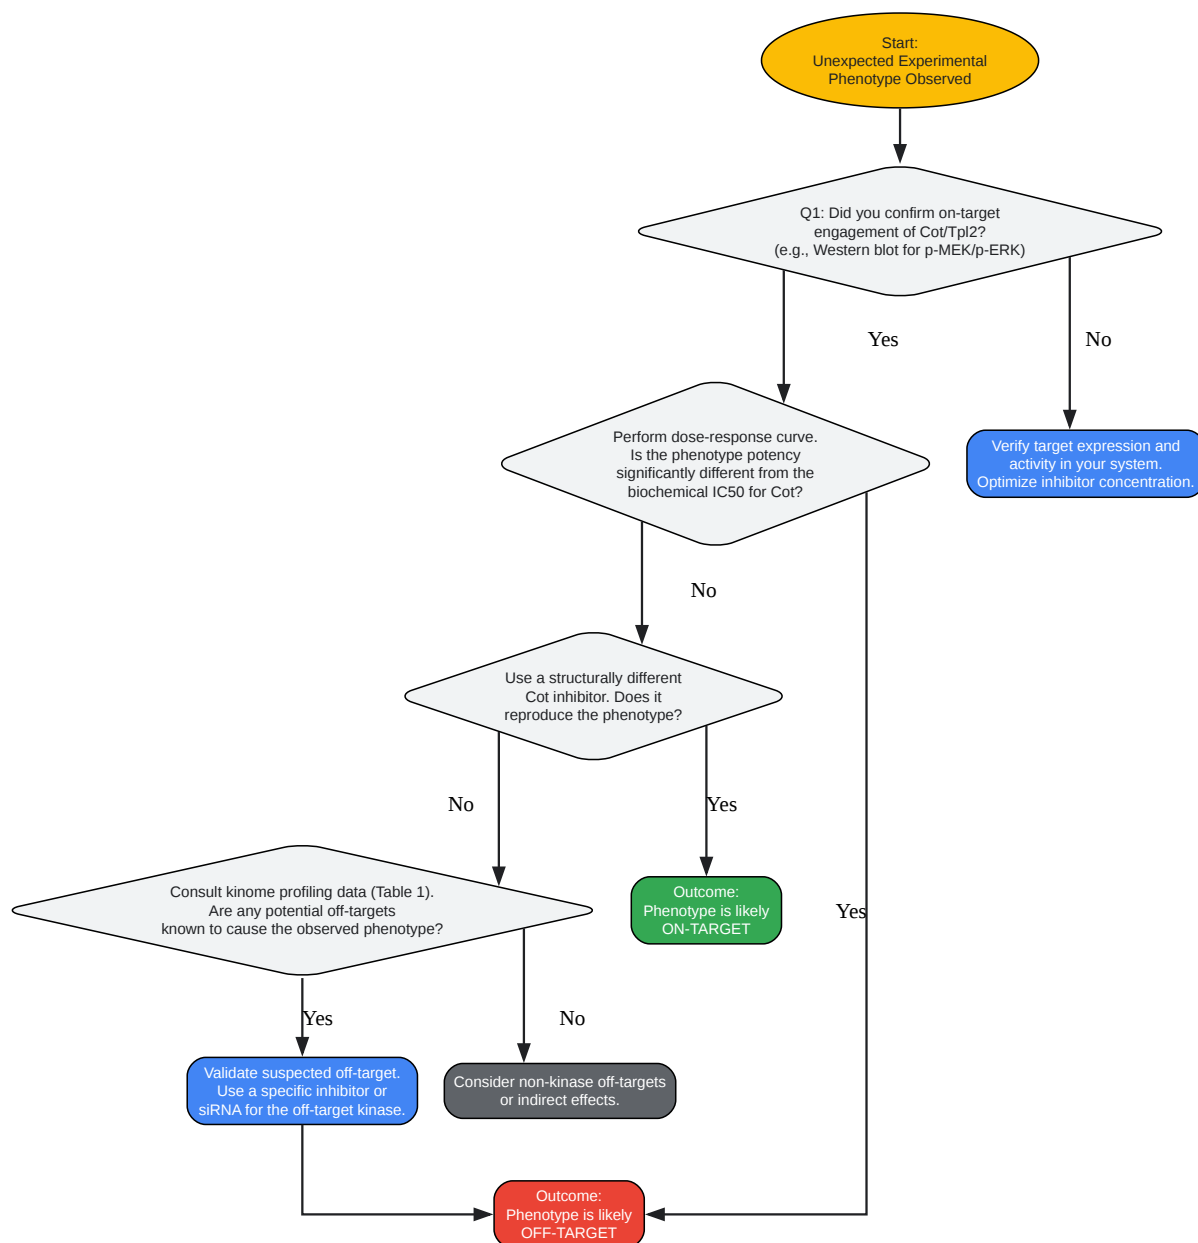 Start:
Unexpected Experimental
Phenotype Observed
Q1: Did you confirm on-target
engagement of Cot/Tpl2?
(e.g., Western blot for p-MEK/p-ERK)
Yes
No
Perform dose-response curve.
Is the phenotype potency
significantly different from the
biochemical IC50 for Cot?
Verify target expression and
activity in your system.
Optimize inhibitor concentration.
No
Use a structurally different
Cot inhibitor. Does it
reproduce the phenotype?
No
Yes
Consult kinome profiling data (Table 1).
Are any potential off-targets
known to cause the observed phenotype?
Outcome:
Phenotype is likely
ON-TARGET
Yes
Yes
No
Validate suspected off-target.
Use a specific inhibitor or
siRNA for the off-target kinase.
Consider non-kinase off-targets
or indirect effects.
Outcome:
Phenotype is likely
OFF-TARGET